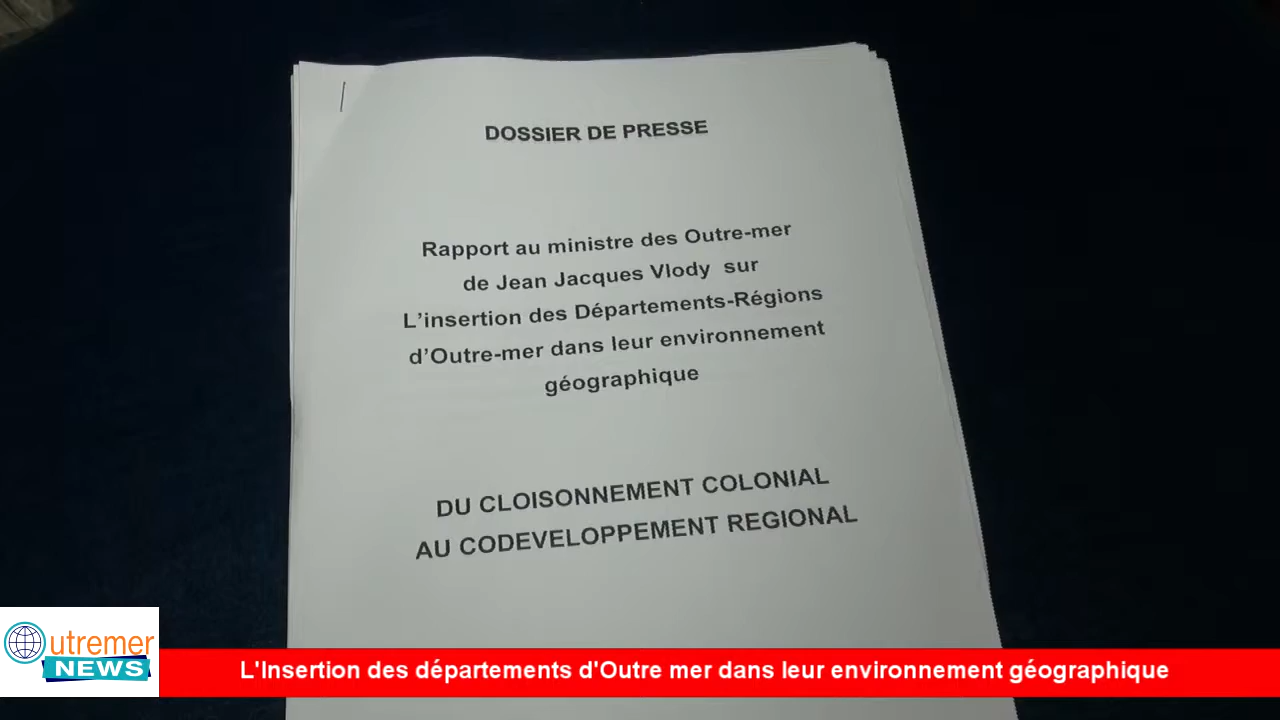 DOSSIER DE PRESSE
Rapport au ministre des Outre-mer
de Jean Jacques Vlody sur
L'insertion des Départements-Régions
d'Outre-mer dans leur environnement
géographique
DU CLOISONNEMENT COLONIAL
AU CODEVELOPPEMENT REGIONAL
Outremer
NEWS
L'Insertion des départements d'Outre mer dans leur environnement géographique